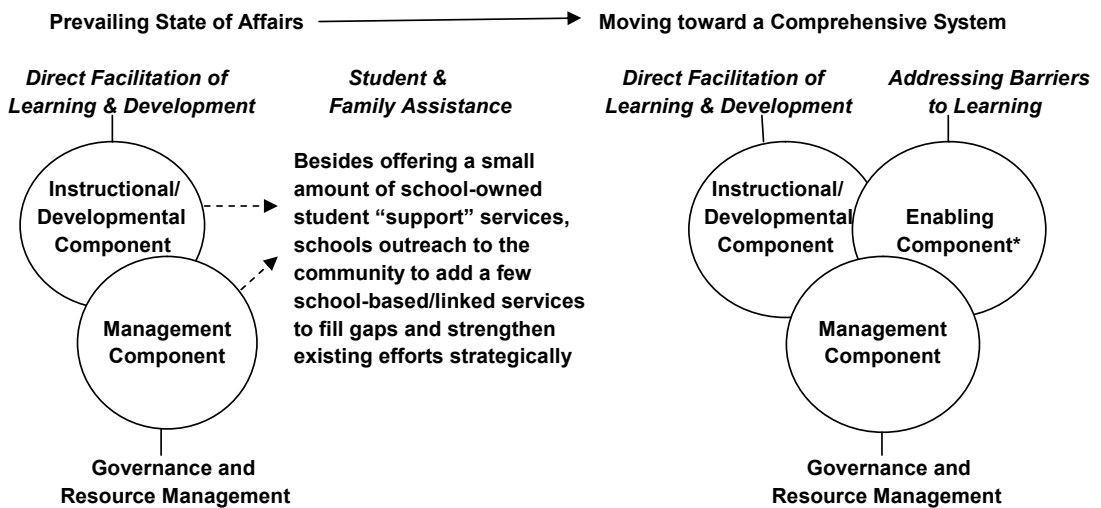 Prevailing State of Affairs
Moving toward a Comprehensive System
Direct Facilitation of
Learning & Development
Student &
Family Assistance
Instructional/
Developmental
Component
Management
Component
Besides offering a small
amount of school-owned
student “support” services,
schools outreach to the
community to add a few
school-based/linked services
to fill gaps and strengthen
existing efforts strategically
Governance and
Resource Management
Direct Facilitation of
Learning & Development
Addressing Barriers
to Learning
Instructional/
Developmental
Component
Enabling
Component*
Management
Component
Governance and
Resource Management